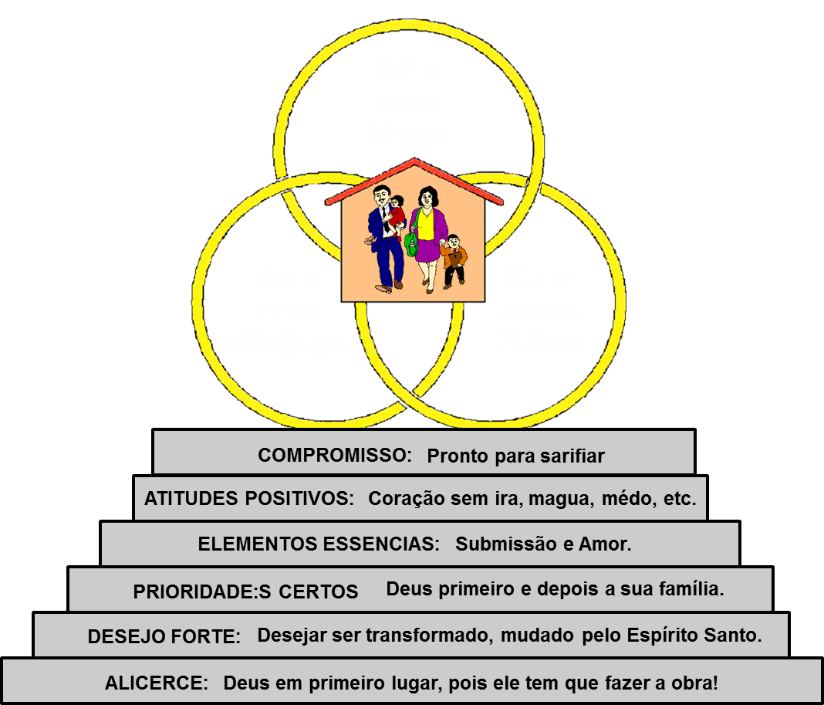 COMPROMISSO: Pronto para sarifiar
ATITUDES POSITIVOS: Coração sem ira, magua, médo, etc.
ELEMENTOS ESSENCIAS: Submissão e Amor.
PRIORIDADE:S CERTOS Deus primeiro e depois a sua família.
DESEJO FORTE: Desejar ser transformado, mudado pelo Espírito Santo.
ALICERCE: Deus em primeiro lugar, pois ele tem que fazer a obra!